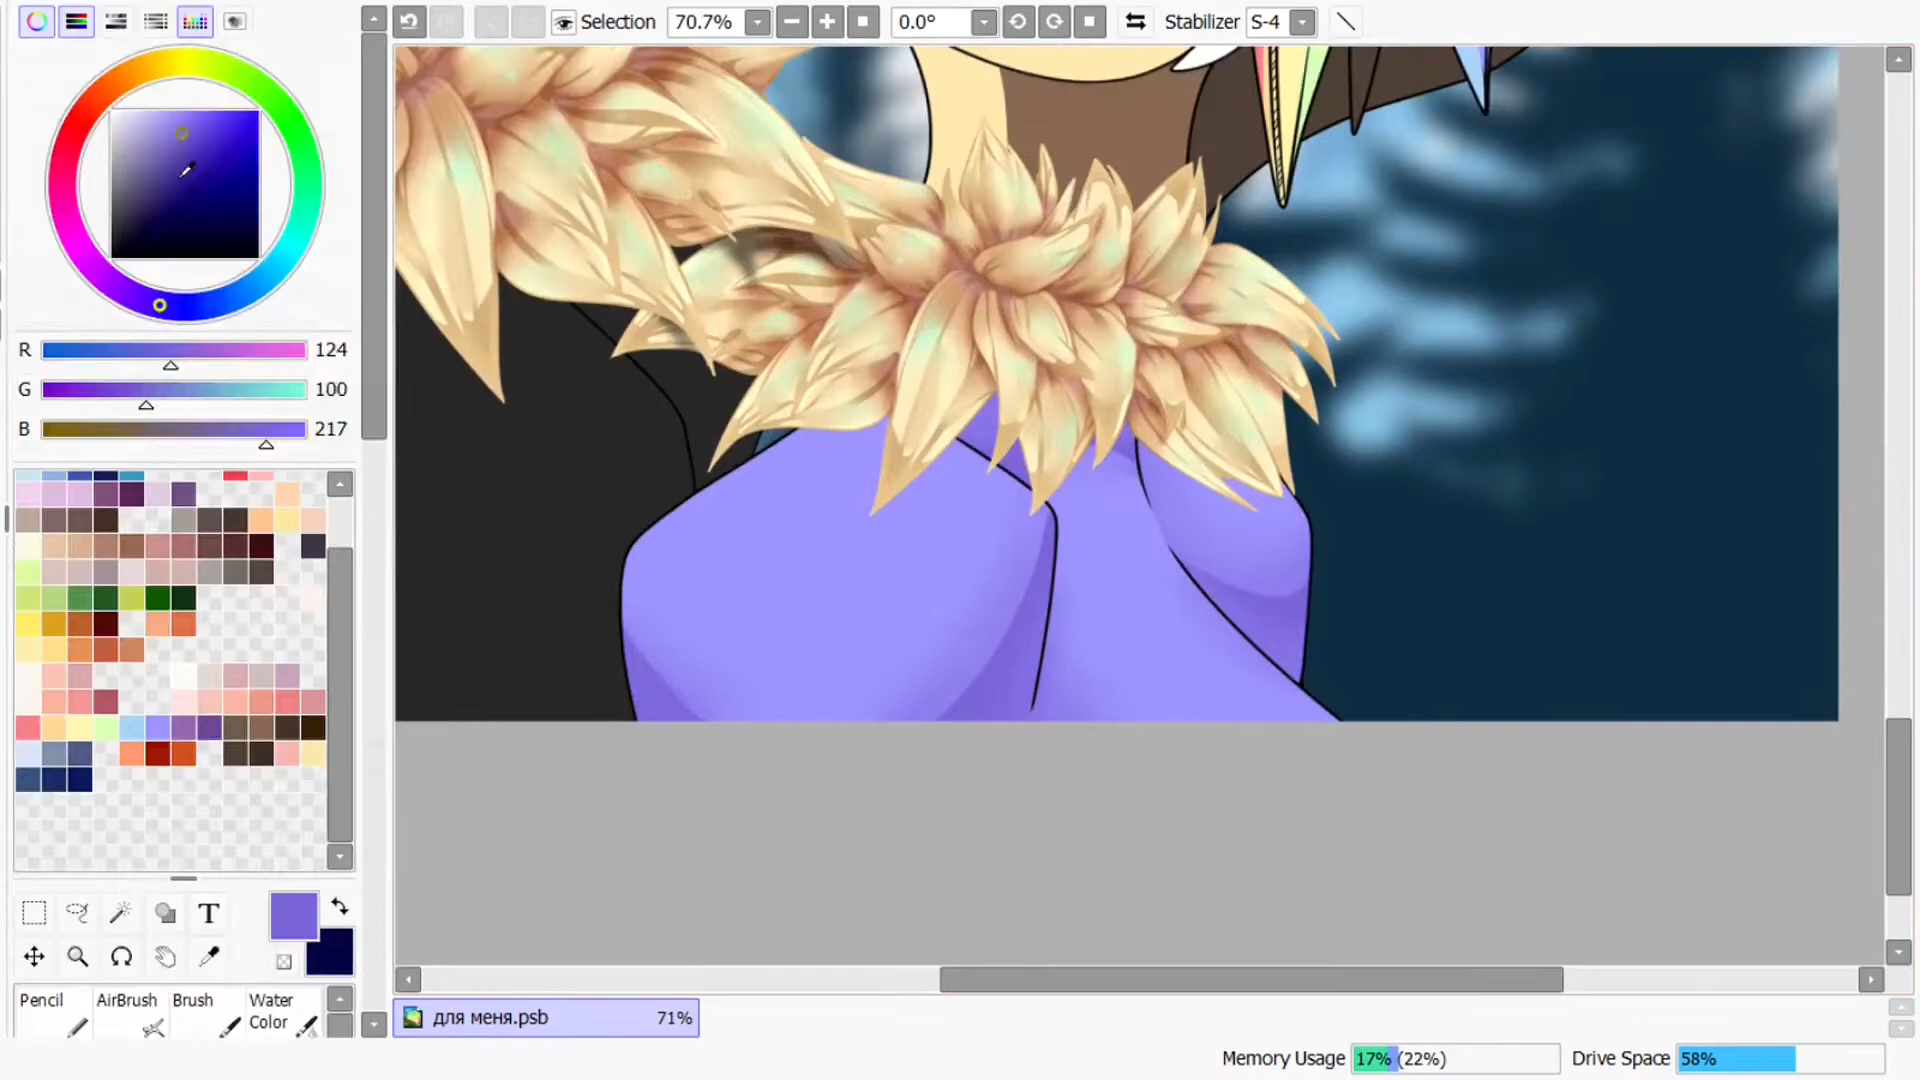 Selection 70.7% 0.0° Stabilizer S-4
R 124
G 100
B 217
T
Pencil AirBrush Brush Water Color
для меня.psb 71%
Memory Usage 17% (22%) Drive Space 58%